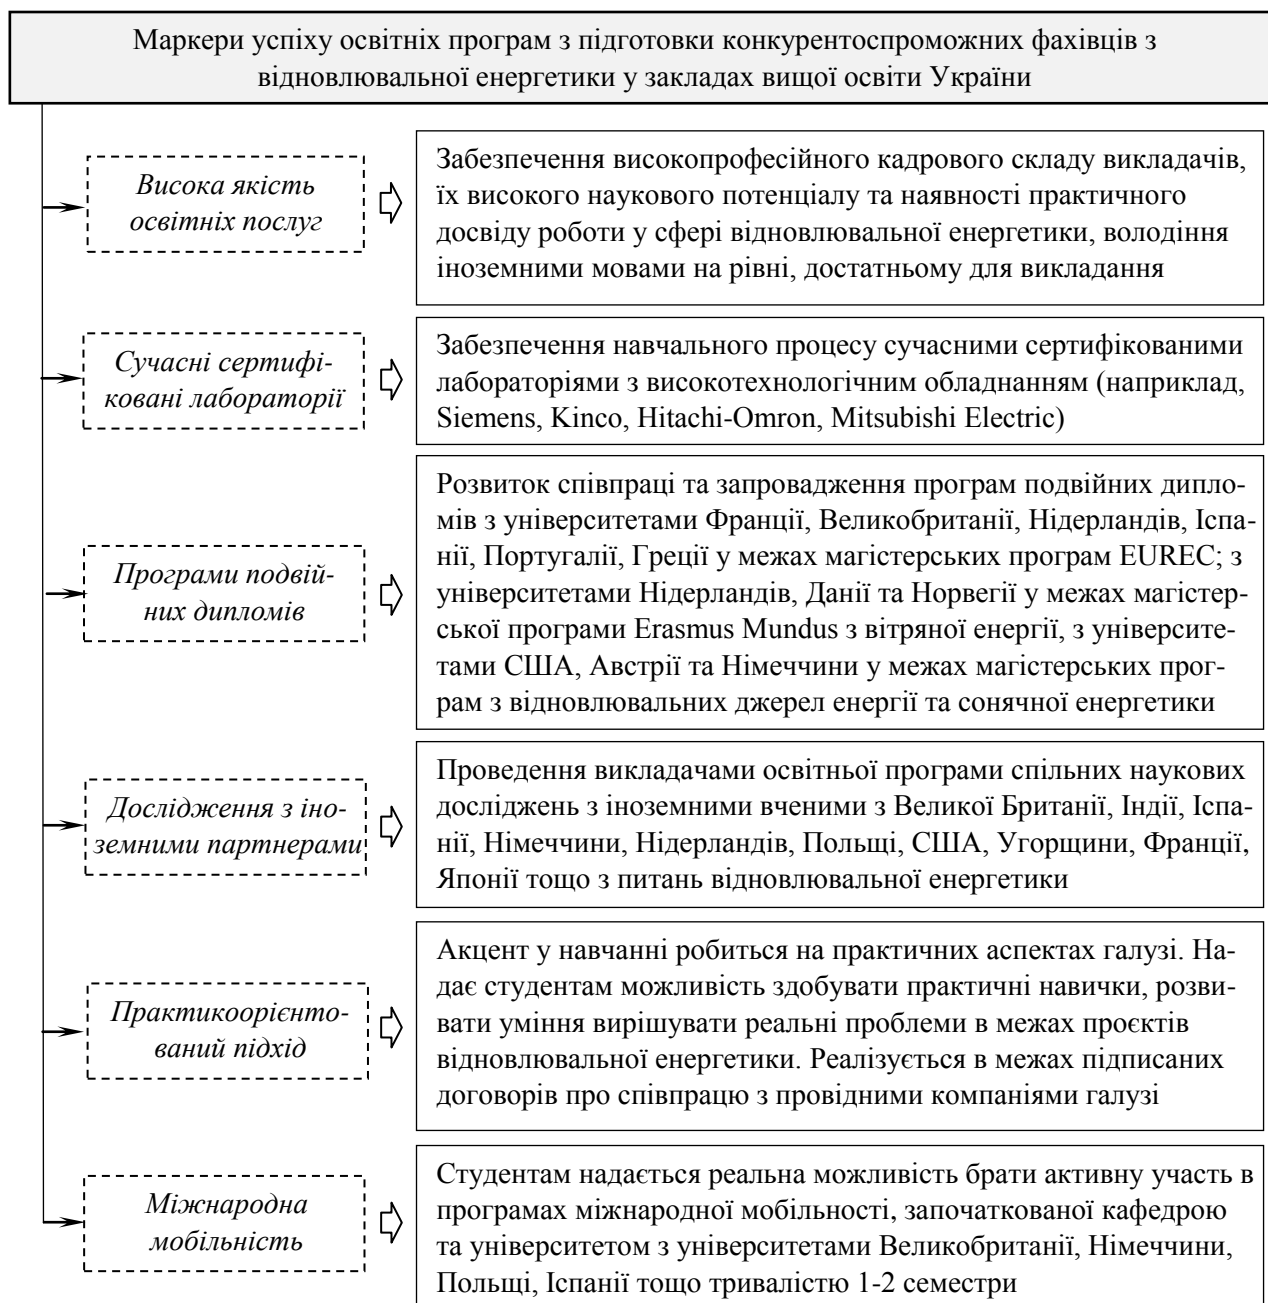 Маркери успіху освітніх програм з підготовки конкурентоспроможних фахівців з
відновлювальної енергетики у закладах вищої освіти України
Висока якість
освітніх послуг
Забезпечення високопрофесійного кадрового складу викладачів,
їх високого наукового потенціалу та наявності практичного
досвіду роботи у сфері відновлювальної енергетики, володіння
іноземними мовами на рівні, достатньому для викладання
Сучасні сертифі-
ковані лабораторії
Забезпечення навчального процесу сучасними сертифікованими
лабораторіями з високотехнологічним обладнанням (наприклад,
Siemens, Kinco, Hitachi-Omron, Mitsubishi Electric)
Програми подвій-
них дипломів
Розвиток співпраці та запровадження програм подвійних дипло-
мів з університетами Франції, Великобританії, Нідерландів, Іспа-
нії, Португалії, Греції у межах магістерських програм EUREC; з
університетами Нідерландів, Данії та Норвегії у межах магістер-
ської програми Erasmus Mundus з вітряної енергії, з університе-
тами США, Австрії та Німеччини у межах магістерських прог-
рам з відновлювальних джерел енергії та сонячної енергетики
Дослідження з іно-
земними партнерами
Проведення викладачами освітньої програми спільних наукових
досліджень з іноземними вченими з Великої Британії, Індії, Іспа-
нії, Німеччини, Нідерландів, Польщі, США, Угорщини, Франції,
Японії тощо з питань відновлювальної енергетики
Практикоорієнто-
ваний підхід
Акцент у навчанні робиться на практичних аспектах галузі. На-
дає студентам можливість здобувати практичні навички, розви-
вати уміння вирішувати реальні проблеми в межах проєктів
відновлювальної енергетики. Реалізується в межах підписаних
договорів про співпрацю з провідними компаніями галузі
Міжнародна
мобільність
Студентам надається реальна можливість брати активну участь в
програмах міжнародної мобільності, започаткованої кафедрою
та університетом з університетами Великобританії, Німеччини,
Польщі, Іспанії тощо тривалістю 1-2 семестри